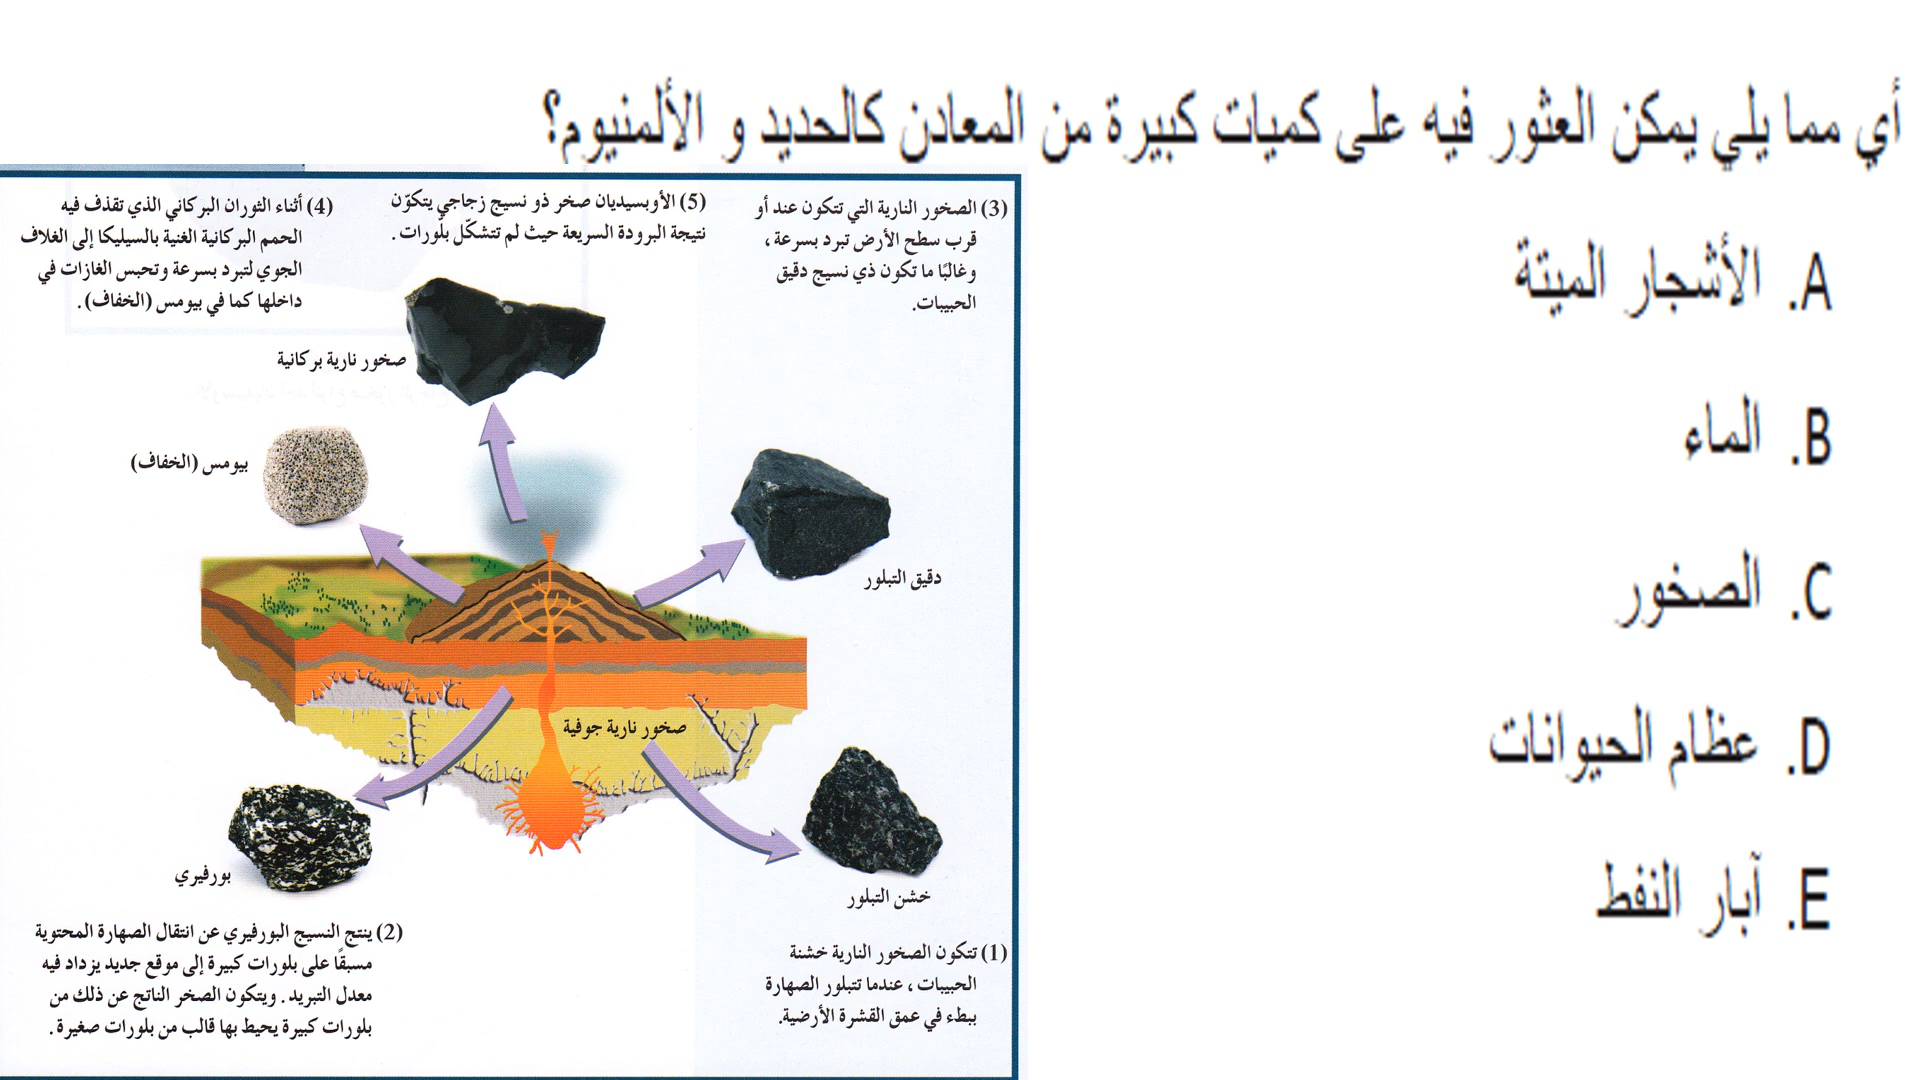 أي مما يلي يمكن العثور فيه على كميات كبيرة من المعادن كالحديد و الألمنيوم؟
A. الأشجار الميتة
B. الماء
C. الصخور
D. عظام الحيوانات
E. آبار النفط
(3) الصخور النارية التي تتكون عند أو
قرب سطح الأرض تبرد بسرعة ،
وغالبًا ما تكون ذي نسيج دقيق
الحبيبات.
(5) الأوبسيديان صخر ذو نسيج زجاجي يتكوّن
نتيجة البرودة السريعة حيث لم تتشكّل بلّورات .
(4) أثناء الثوران البركاني الذي تقذف فيه
الحمم البركانية الغنية بالسيليكا إلى الغلاف
الجوي لتبرد بسرعة وتحبس الغازات في
داخلها كما في بيومس (الخفاف) .
صخور نارية بركانية
بيومس (الخفاف)
دقيق التبلور
صخور نارية جوفية
بورفيري
خشن التبلور
(2) ينتج النسيج البورفيري عن انتقال الصهارة المحتوية
مسبقًا على بلورات كبيرة إلى موقع جديد يزداد فيه
معدل التبريد . ويتكون الصخر الناتج عن ذلك من
بلورات كبيرة يحيط بها قالب من بلورات صغيرة .
(1) تتكون الصخور النارية خشنة
الحبيبات ، عندما تتبلور الصهارة
ببطء في عمق القشرة الأرضية.